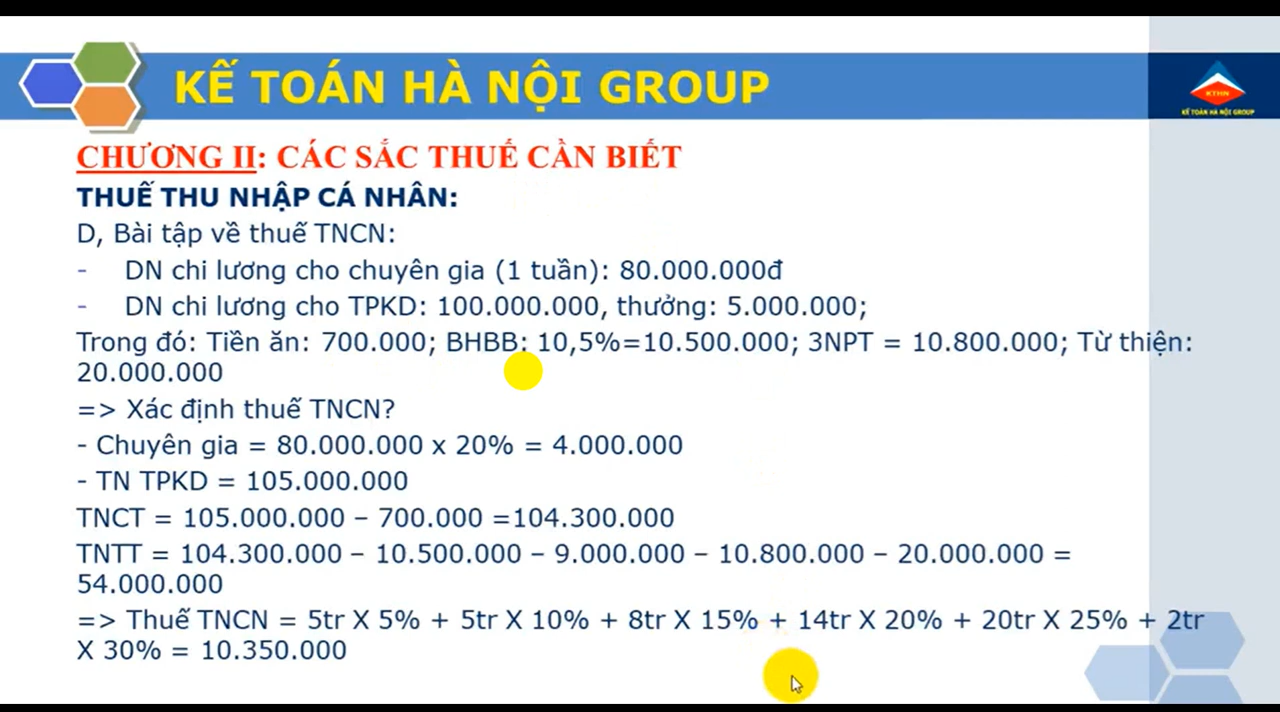 KẾ TOÁN HÀ NỘI GROUP
KTHN
KẾ TOÁN HÀ NỘI GROUP
CHƯƠNG II: CÁC SẮC THUẾ CẦN BIẾT
THUẾ THU NHẬP CÁ NHÂN:
D, Bài tập về thuế TNCN:
- DN chi lương cho chuyên gia (1 tuần): 80.000.000đ
- DN chi lương cho TPKD: 100.000.000, thưởng: 5.000.000;
Trong đó: Tiền ăn: 700.000; BHBB: 10,5%=10.500.000; 3NPT = 10.800.000; Từ thiện:
20.000.000
=> Xác định thuế TNCN?
- Chuyên gia = 80.000.000 x 20% = 4.000.000
- TN TPKD = 105.000.000
TNCT = 105.000.000 – 700.000 =104.300.000
TNTT = 104.300.000 – 10.500.000 – 9.000.000 – 10.800.000 – 20.000.000 =
54.000.000
=> Thuế TNCN = 5tr X 5% + 5tr X 10% + 8tr X 15% + 14tr X 20% + 20tr X 25% + 2tr
X 30% = 10.350.000